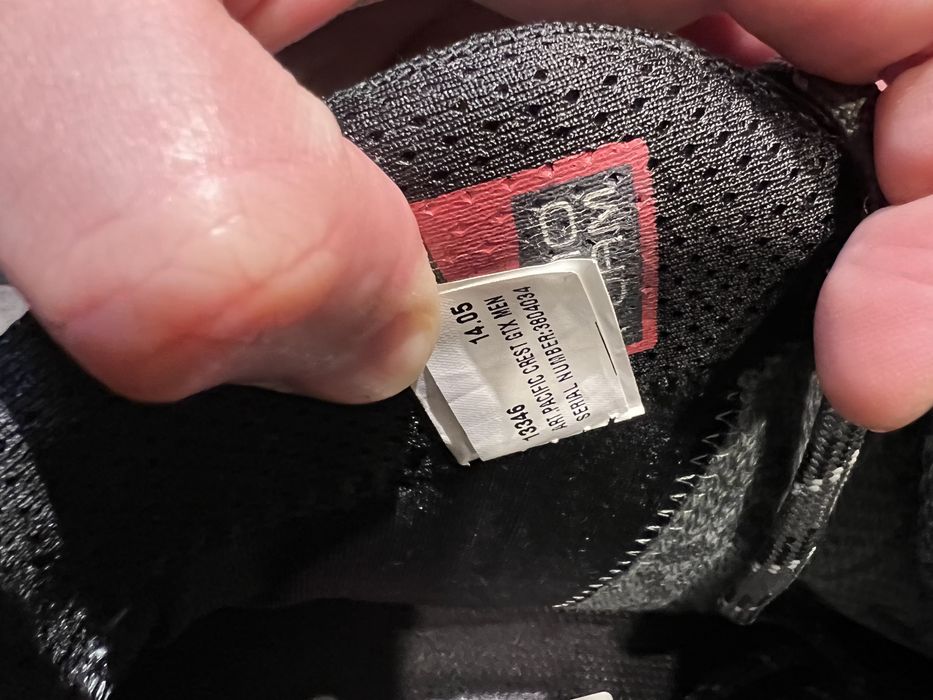 13346 14.05
ART.PACIFIC CREST GTX MEN
SERIAL NUMBER:3804034